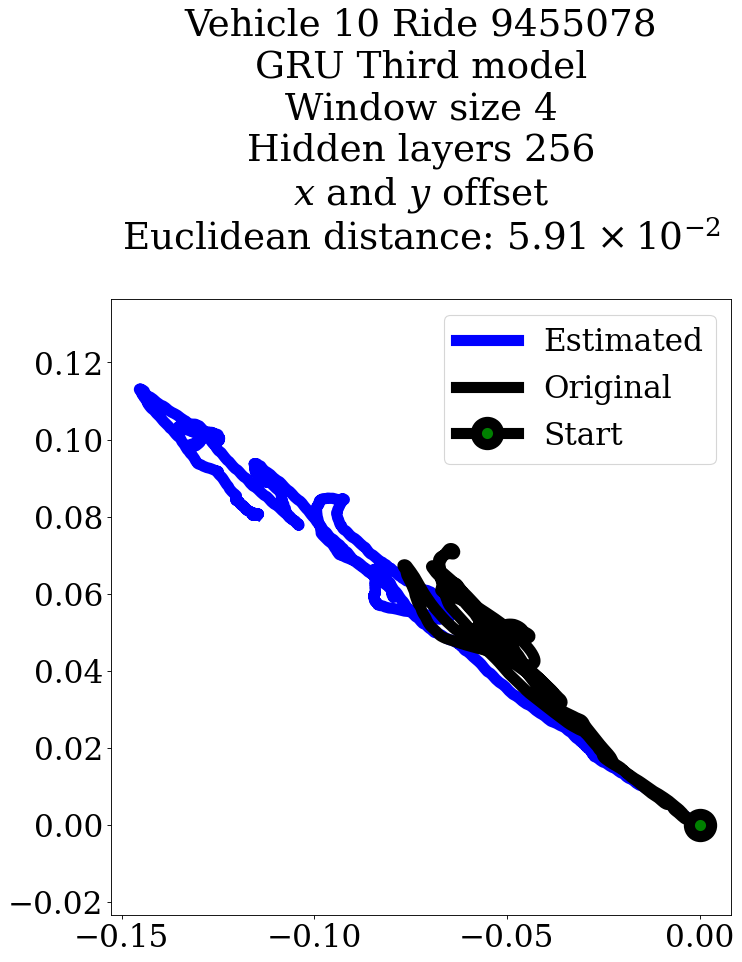 Vehicle 10 Ride 9455078
GRU Third model
Window size 4
Hidden layers 256
x and y offset
Euclidean distance: 5.91 × 10⁻²
Estimated
Original
Start
0.12
0.10
0.08
0.06
0.04
0.02
0.00
−0.02
−0.15 −0.10 −0.05 0.00